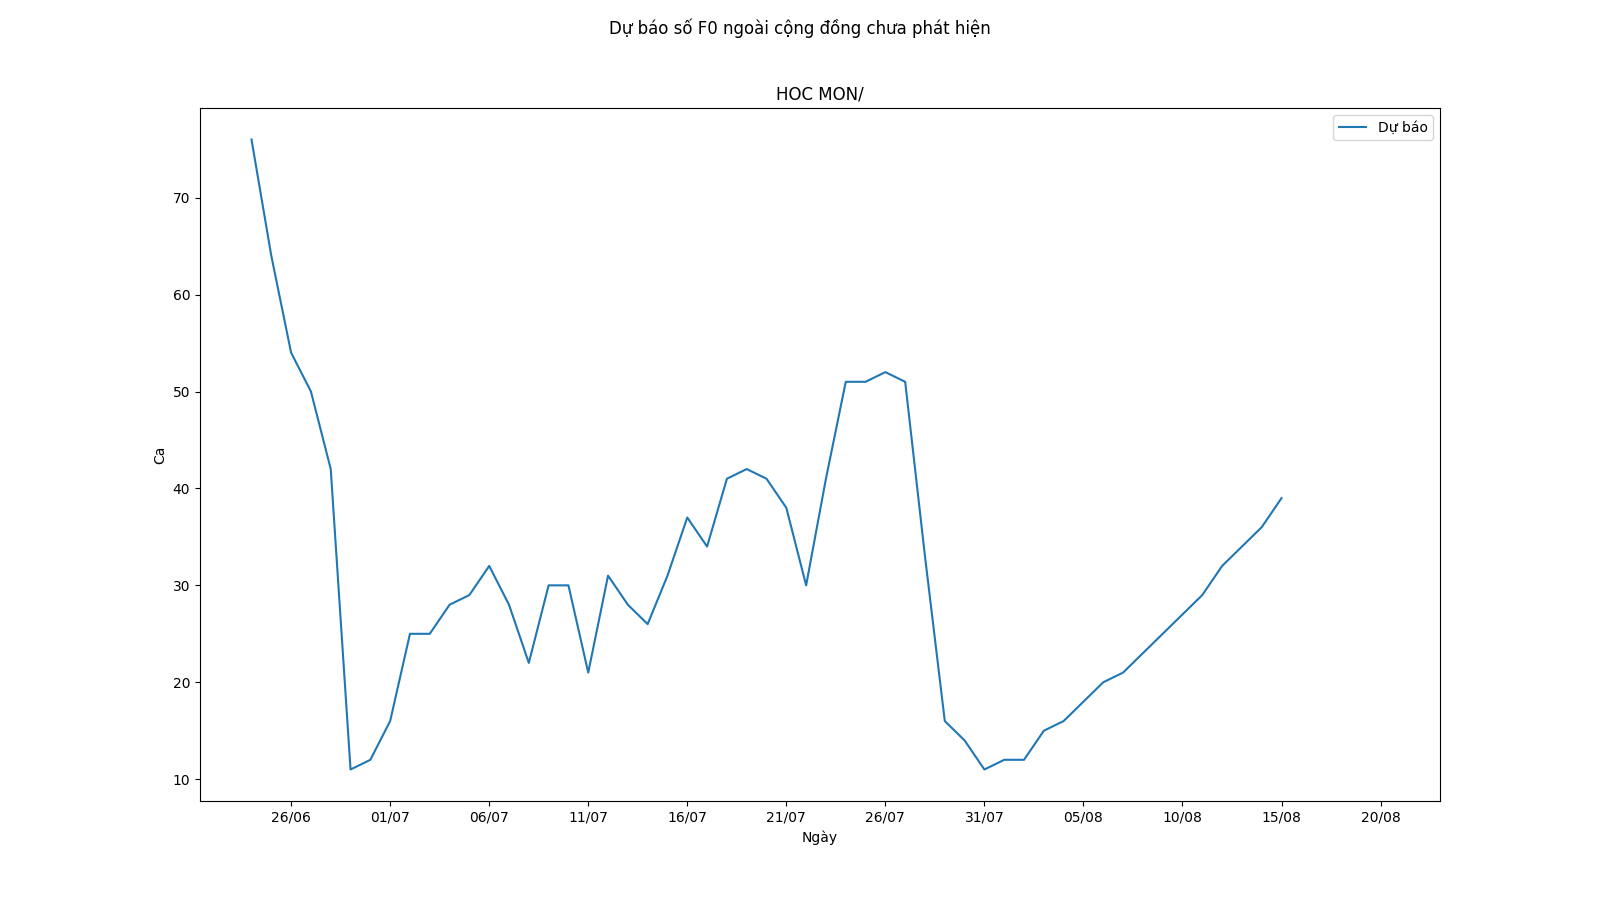 Dự báo số F0 ngoài cộng đồng chưa phát hiện
HOC MON/
Dự báo
70
60
50
40
30
20
10
Ca
26/06 01/07 06/07 11/07 16/07 21/07 26/07 31/07 05/08 10/08 15/08 20/08
Ngày